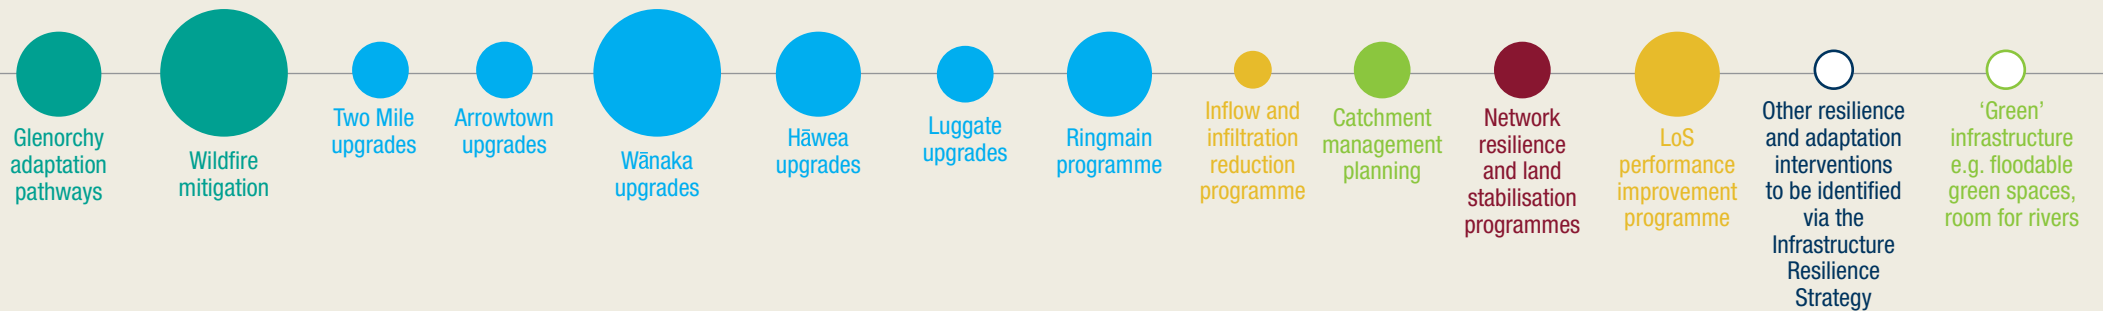 Glenorchy
adaptation
pathways
Wildfire
mitigation
Two Mile
upgrades
Arrowtown
upgrades
Wānaka
upgrades
Hāwea
upgrades
Luggate
upgrades
Ringmain
programme
Inflow and
infiltration
reduction
programme
Catchment
management
planning
Network
resilience
and land
stabilisation
programmes
LoS
performance
improvement
programme
Other resilience
and adaptation
interventions
to be identified
via the
Infrastructure
Resilience
Strategy
‘Green’
infrastructure
e.g. floodable
green spaces,
room for rivers